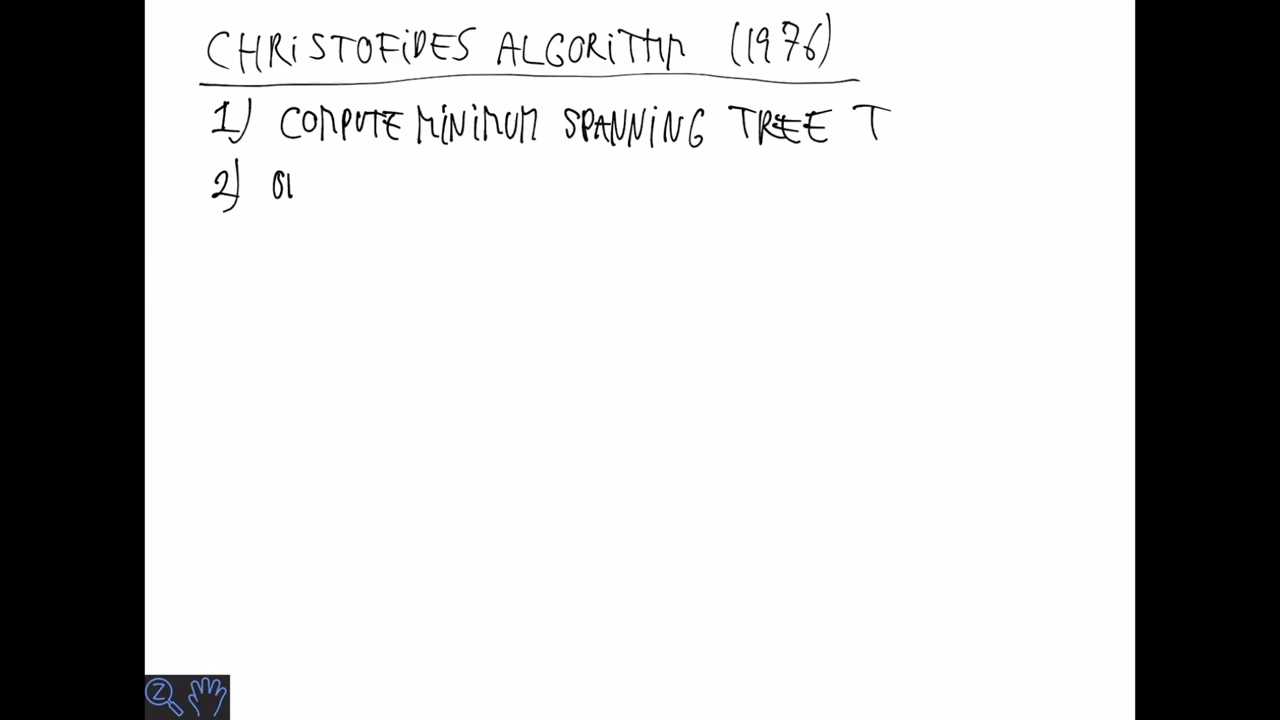 CHRiSTOFiDES ALGORiTHM (1976)
1) COMPUTE MiNiMUM SPANNiNG TREE T
2)
Z